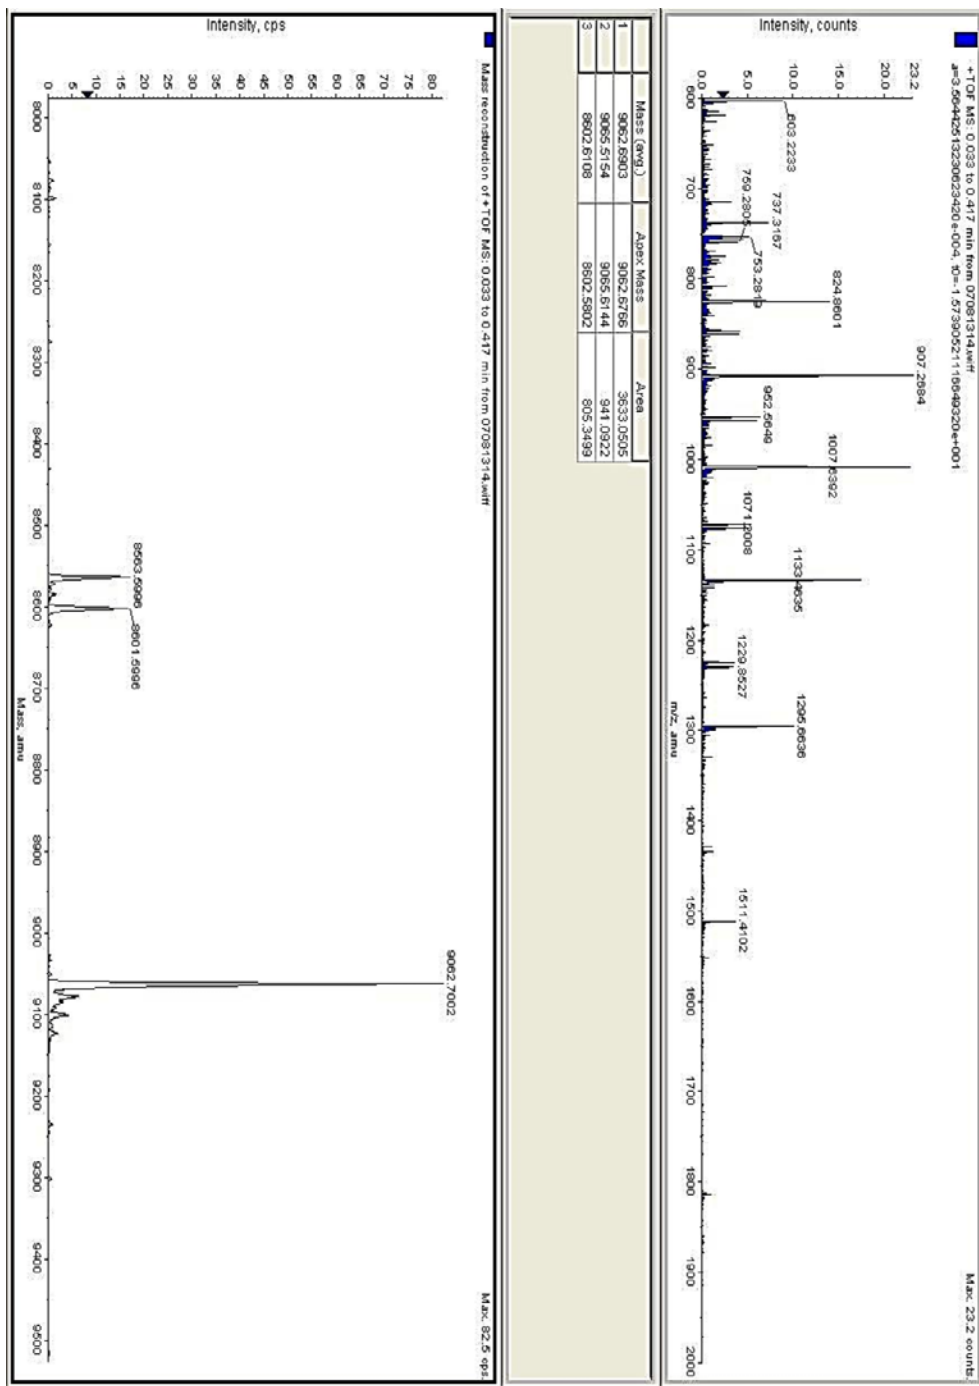 +TOF MS: 0.033 to 0.417 min from 07081314.wiff
a=3.56442513230623420e-004, t0=-1.57390521115649320e+001
Max. 23.2 counts.
Intensity, counts
23.2
20.0
15.0
10.0
5.0
0.0
603.2233
759.2805
737.3167
753.2819
824.8601
907.2684
952.5649
1007.6392
1071.2008
1133.4635
1229.8527
1295.6636
1511.4102
600 700 800 900 1000 1100 1200 1300 1400 1500 1600 1700 1800 1900 2000
m/z, amu
Mass (avg.) Apex Mass Area
1 9062.6903 9062.6766 3633.0505
2 9065.5154 9065.6144 941.0922
3 8602.6108 8602.5802 805.3499
Mass reconstruction of +TOF MS: 0.033 to 0.417 min from 07081314.wiff
Max. 82.5 cps.
Intensity, cps
80
75
70
65
60
55
50
45
40
35
30
25
20
15
10
5
0
8563.5996
8601.5996
9062.7002
8000 8100 8200 8300 8400 8500 8600 8700 8800 8900 9000 9100 9200 9300 9400 9500
Mass, amu